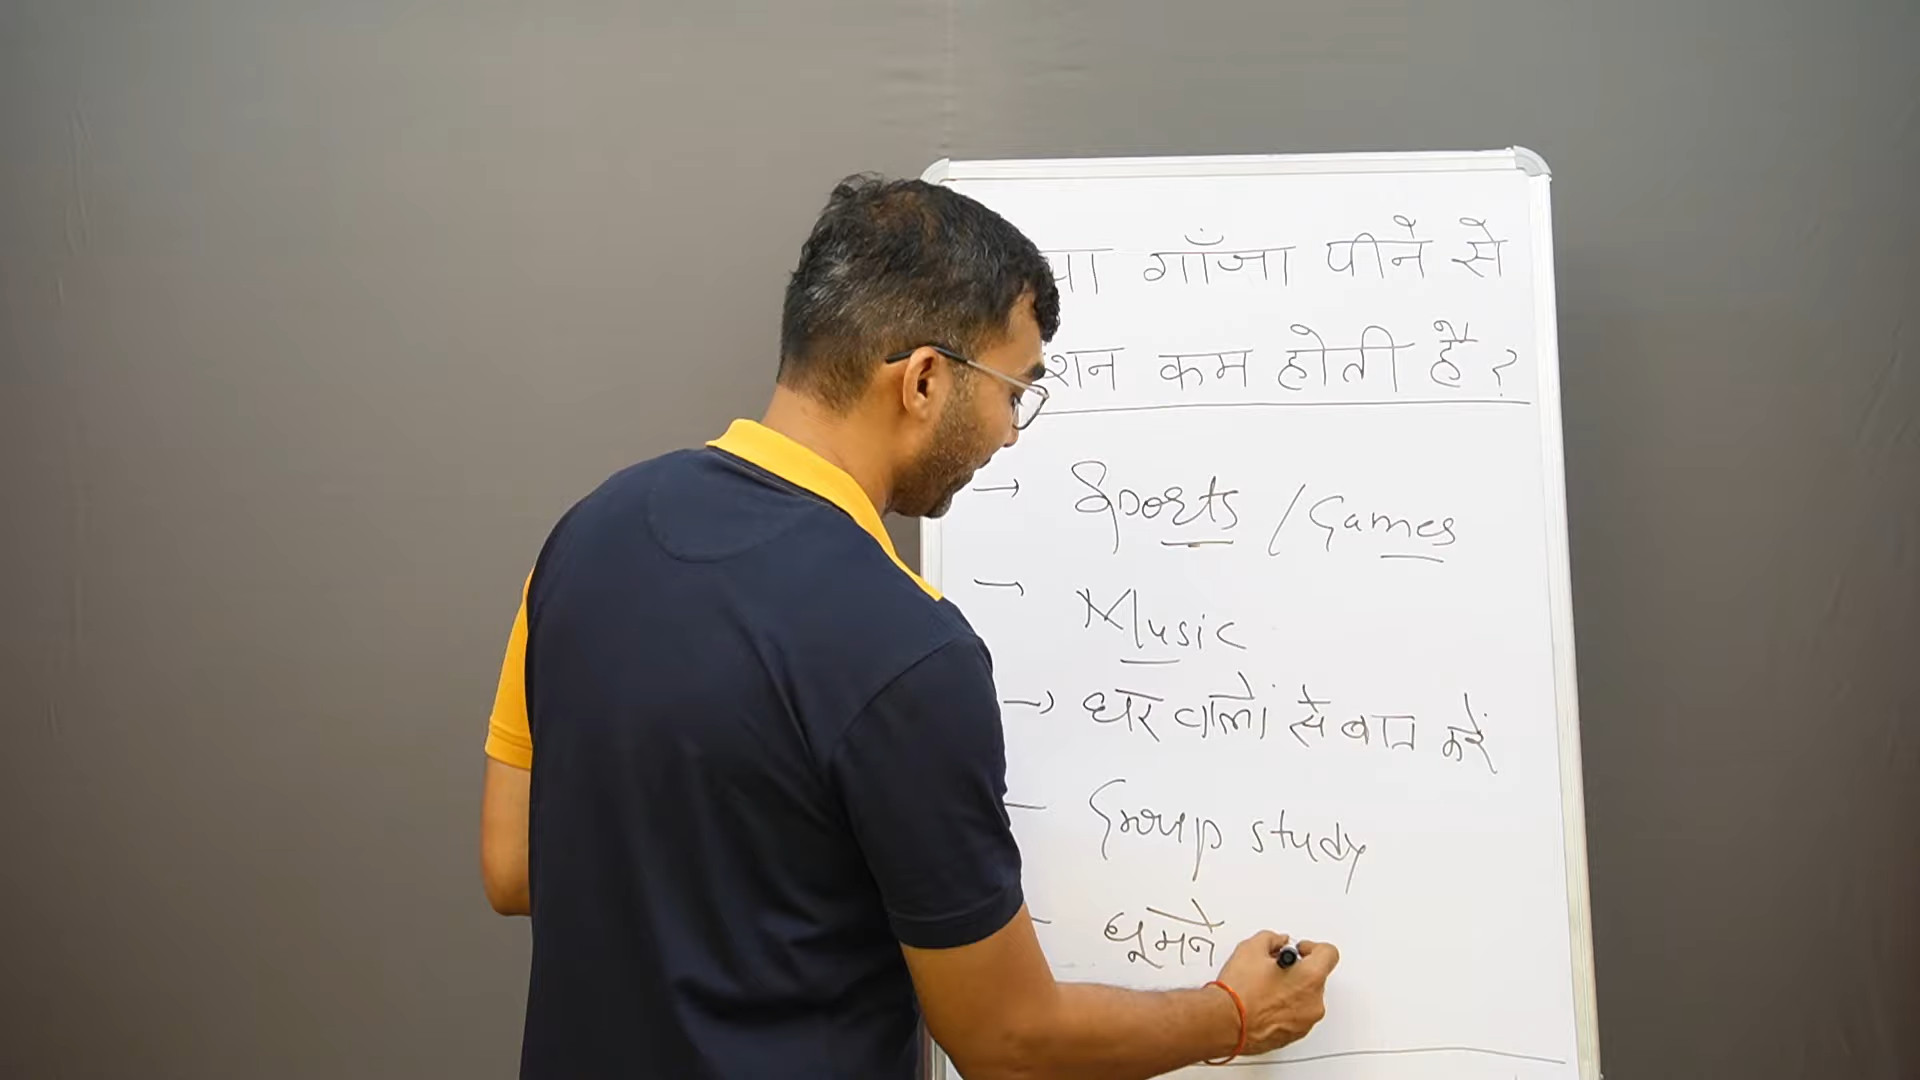 गाँजा पीने से
कम होती है?
→ Sports / Games
→ Music
→ घर वालों से बात करें
- Group study
- घूमने